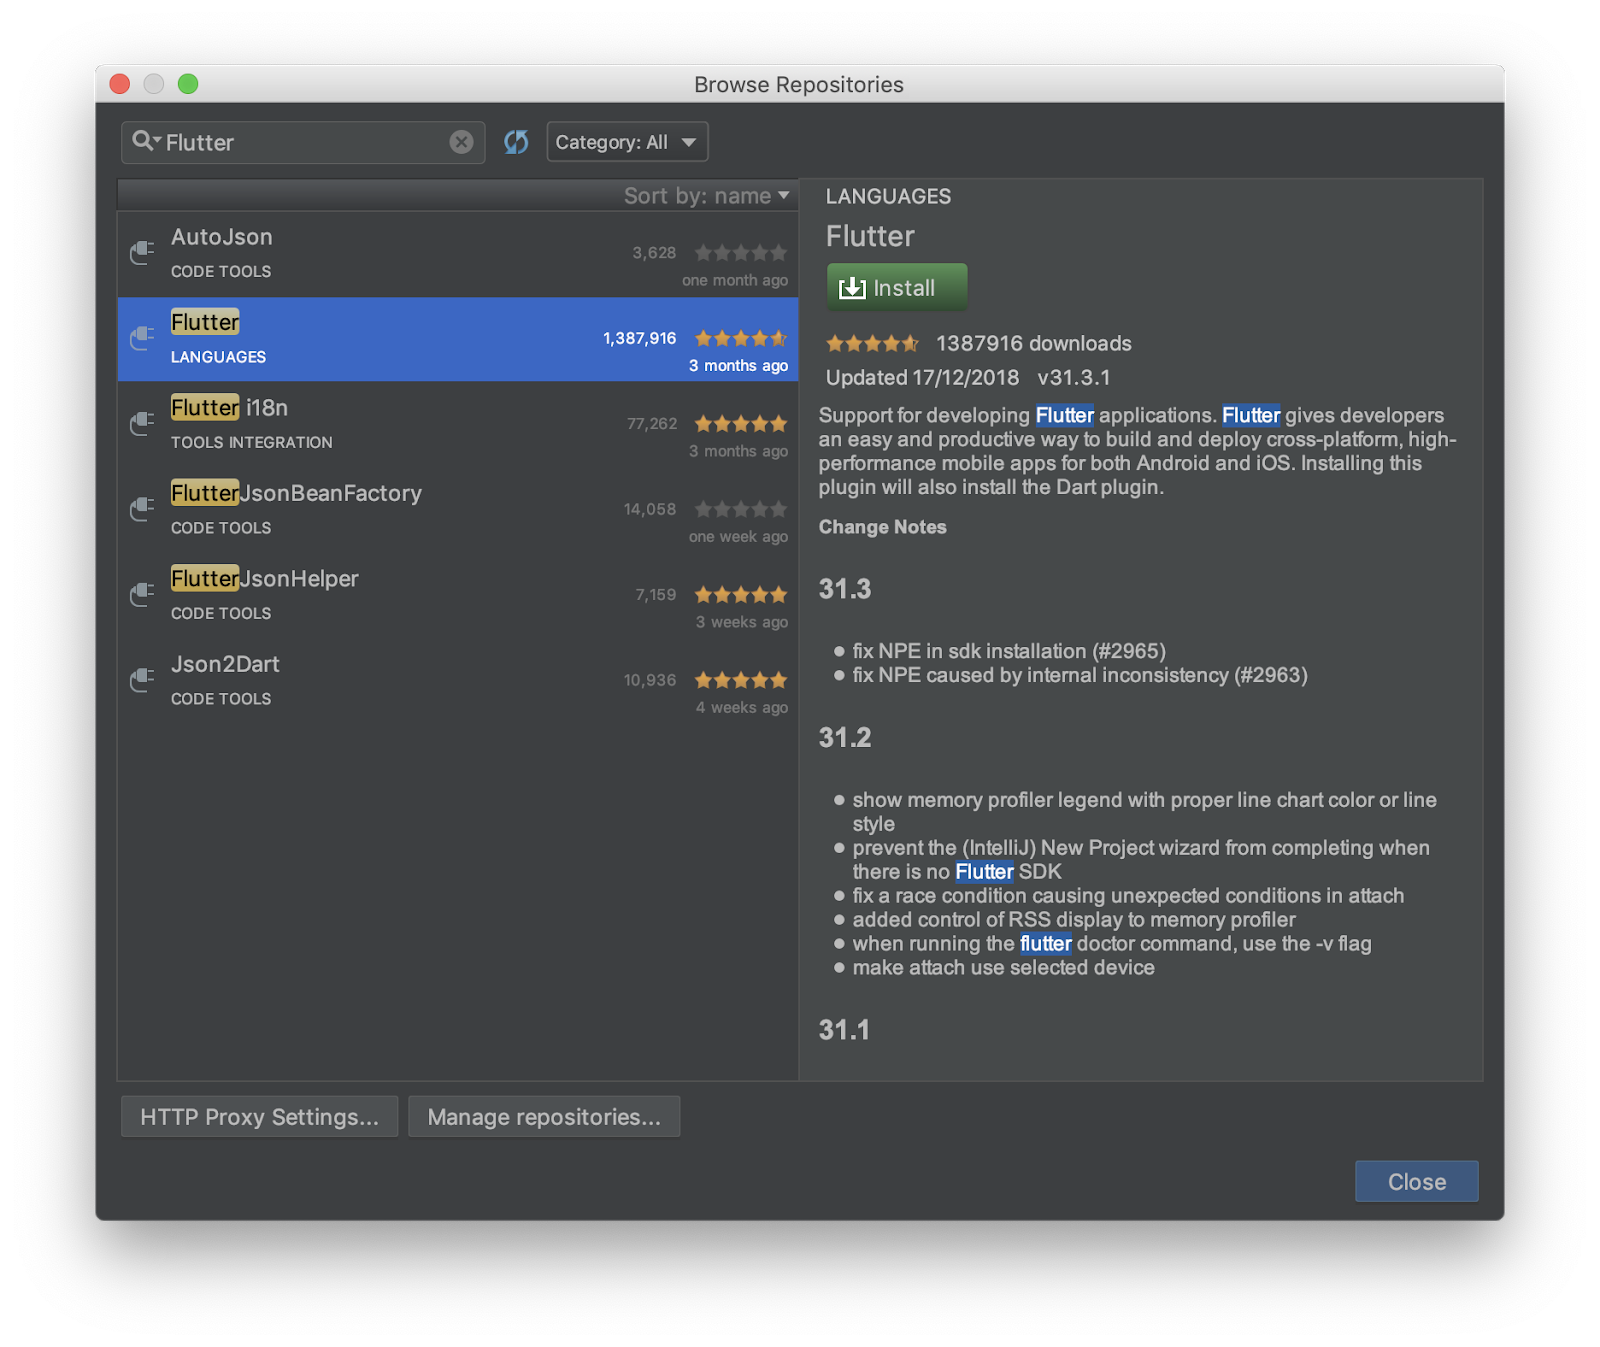 Browse Repositories
Flutter
Category: All
Sort by: name
AutoJson
3,628
CODE TOOLS
one month ago
Flutter
1,387,916
LANGUAGES
3 months ago
Flutter i18n
77,262
TOOLS INTEGRATION
3 months ago
FlutterJsonBeanFactory
14,058
CODE TOOLS
one week ago
FlutterJsonHelper
7,159
CODE TOOLS
3 weeks ago
Json2Dart
10,936
CODE TOOLS
4 weeks ago
LANGUAGES
Flutter
Install
1387916 downloads
Updated 17/12/2018 v31.3.1
Support for developing Flutter applications. Flutter gives developers
an easy and productive way to build and deploy cross-platform, high-
performance mobile apps for both Android and iOS. Installing this
plugin will also install the Dart plugin.
Change Notes
31.3
● fix NPE in sdk installation (#2965)
● fix NPE caused by internal inconsistency (#2963)
31.2
● show memory profiler legend with proper line chart color or line
style
● prevent the (IntelliJ) New Project wizard from completing when
there is no Flutter SDK
● fix a race condition causing unexpected conditions in attach
● added control of RSS display to memory profiler
● when running the flutter doctor command, use the -v flag
● make attach use selected device
31.1
HTTP Proxy Settings...
Manage repositories...
Close